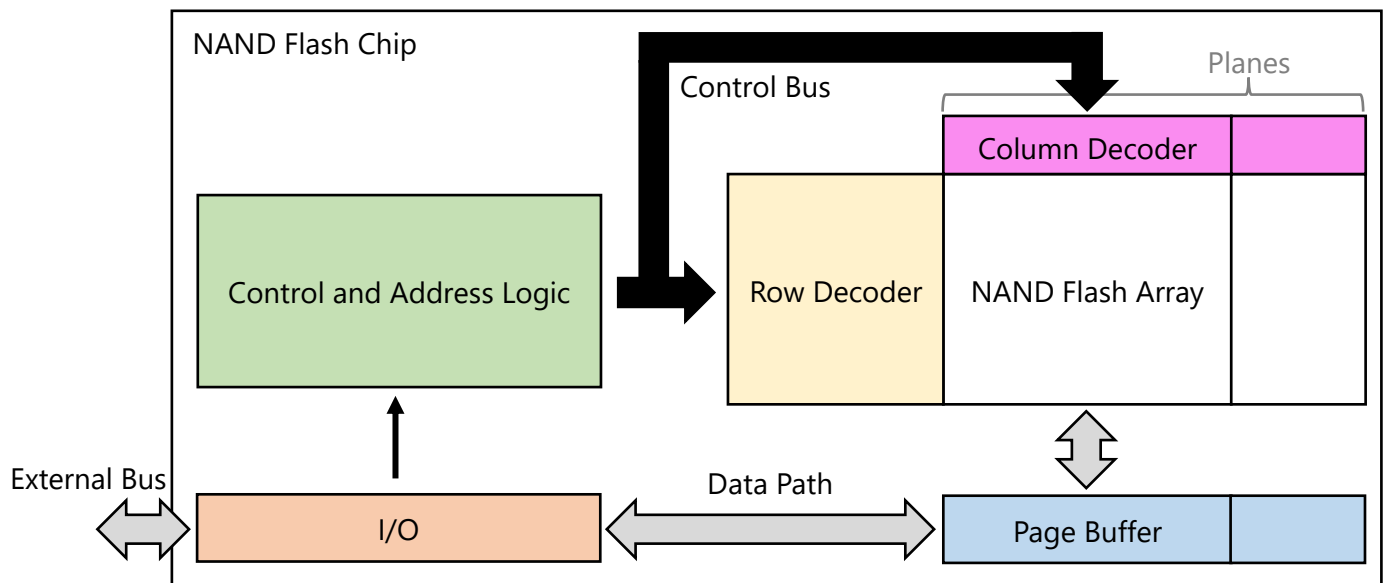 NAND Flash Chip
Planes
Control Bus
Column Decoder
Control and Address Logic
Row Decoder
NAND Flash Array
External Bus
Data Path
I/O
Page Buffer